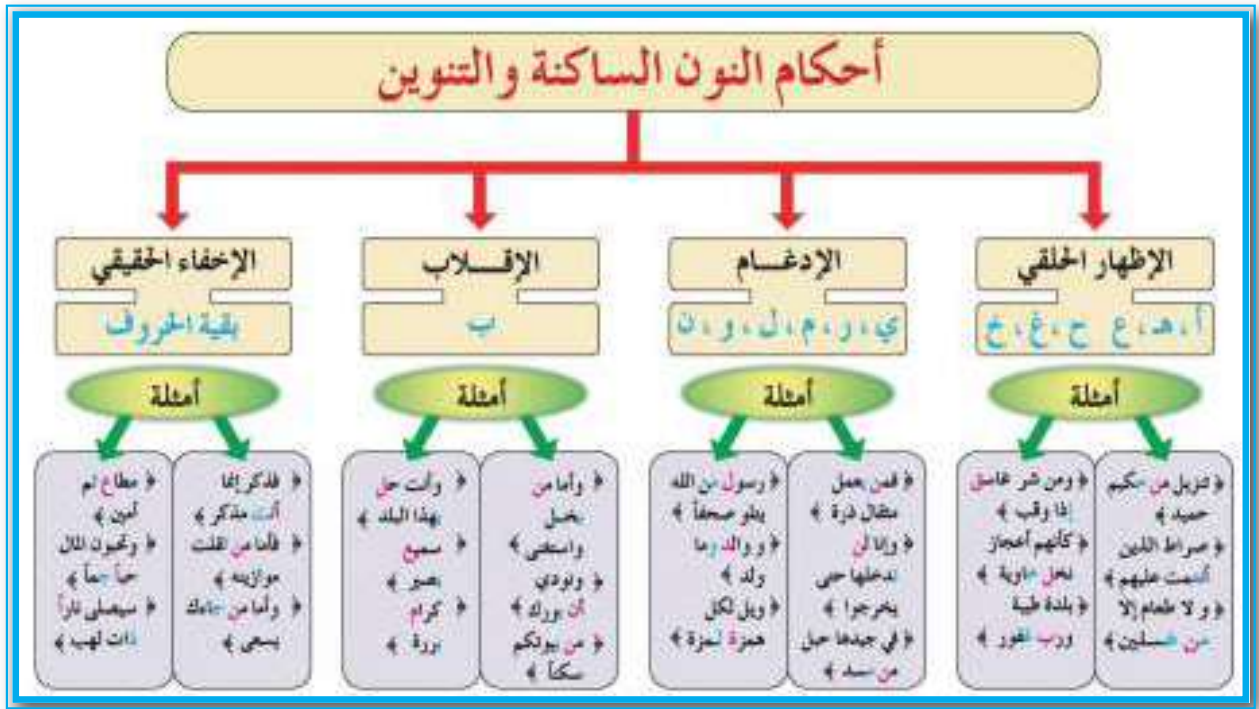 أحكام النون الساكنة والتنوين
الإظهار الحلقي
أ، هـ، ع ح، غ، خ
أمثلة
﴿ تنزيل من حكيم
حميد ﴾
﴿ صراط الذين
أنعمت عليهم ﴾
﴿ و لا طعام إلا
من غسلين ﴾
﴿ ومن شر غاسق
إذا وقب ﴾
﴿ كأنهم أعجاز
نخل خاوية ﴾
﴿ بلدة طيبة
ورب غفور ﴾
الإدغـــام
ي، ر، م، ل، و، ن
أمثلة
﴿ فمن يعمل
مثقال ذرة ﴾
﴿ وإنا لن
ندخلها حتى
يخرجوا ﴾
﴿ في جيدها حبل
من مسد ﴾
﴿ رسول من الله
يتلو صحفاً ﴾
﴿ و والد وما
ولد ﴾
﴿ ويل لكل
همزة لمزة ﴾
الإقـــلاب
ب
أمثلة
﴿ وأما من
بخل
واستغنى ﴾
﴿ ونودي
أن بورك ﴾
﴿ من بيوتكم
سكناً ﴾
﴿ وأنت حل
بهذا البلد ﴾
﴿ سميع
بصير ﴾
﴿ كرام
بررة ﴾
الإخفاء الحقيقي
بقية الحروف
أمثلة
﴿ فذكر إنما
أنت مذكر ﴾
﴿ فأما من ثقلت
موازينه ﴾
﴿ وأما من جاءك
يسعى ﴾
﴿ مطاع ثم
أمين ﴾
﴿ وتحبون المال
حباً جماً ﴾
﴿ سيصلى ناراً
ذات لهب ﴾